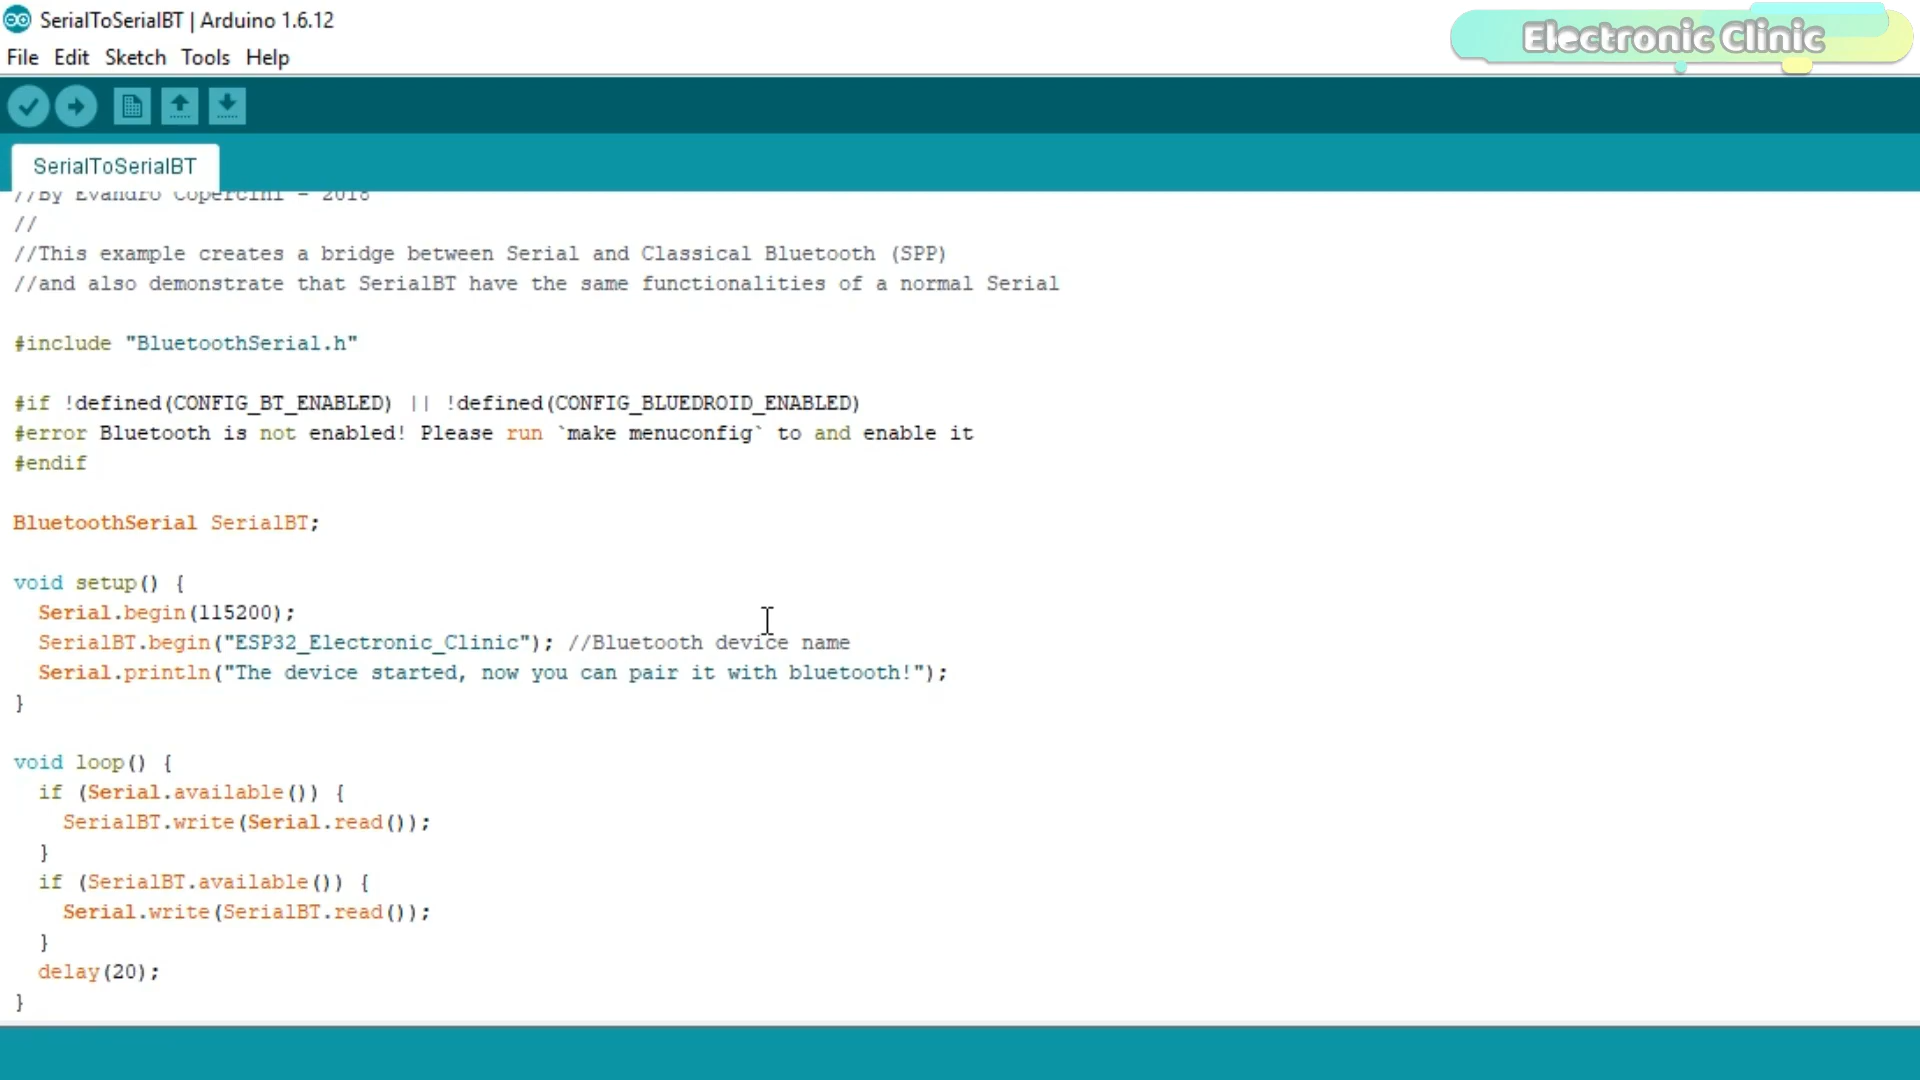 SerialToSerialBT | Arduino 1.6.12
Electronic Clinic
File Edit Sketch Tools Help
SerialToSerialBT
//By Evandro Copercini - 2018
//
//This example creates a bridge between Serial and Classical Bluetooth (SPP)
//and also demonstrate that SerialBT have the same functionalities of a normal Serial
#include "BluetoothSerial.h"
#if !defined(CONFIG_BT_ENABLED) || !defined(CONFIG_BLUEDROID_ENABLED)
#error Bluetooth is not enabled! Please run `make menuconfig` to and enable it
#endif
BluetoothSerial SerialBT;
void setup() {
  Serial.begin(115200);
  SerialBT.begin("ESP32_Electronic_Clinic"); //Bluetooth device name
  Serial.println("The device started, now you can pair it with bluetooth!");
}
void loop() {
  if (Serial.available()) {
    SerialBT.write(Serial.read());
  }
  if (SerialBT.available()) {
    Serial.write(SerialBT.read());
  }
  delay(20);
}